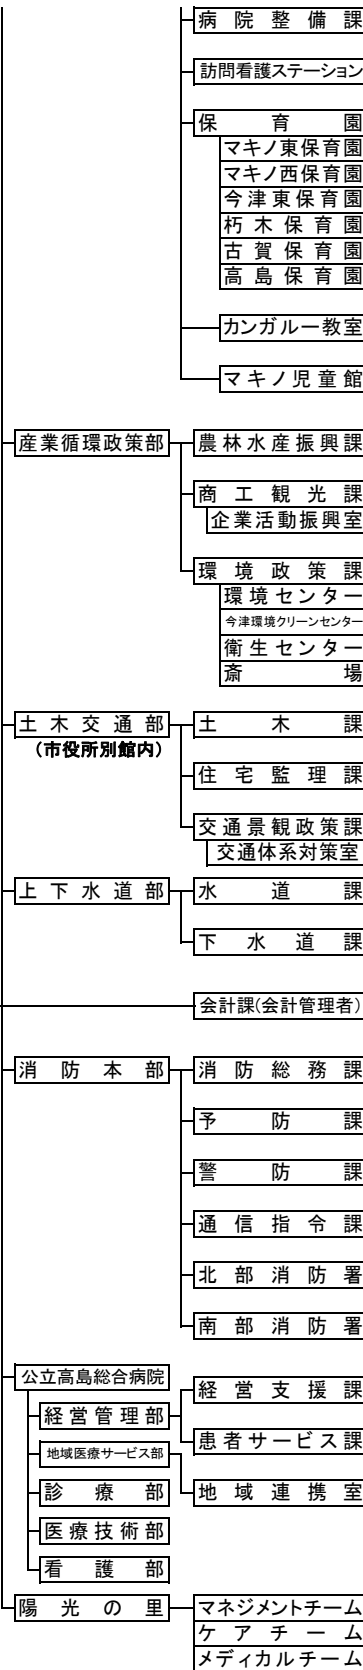 病院整備課
訪問看護ステーション
保育園
マキノ東保育園
マキノ西保育園
今津東保育園
朽木保育園
古賀保育園
高島保育園
カンガルー教室
マキノ児童館
産業循環政策部 農林水産振興課
商工観光課
企業活動振興室
環境政策課
環境センター
今津環境クリーンセンター
衛生センター
斎場
土木交通部 土木課
(市役所別館内)
住宅監理課
交通景観政策課
交通体系対策室
上下水道部 水道課
下水道課
会計課(会計管理者)
消防本部 消防総務課
予防課
警防課
通信指令課
北部消防署
南部消防署
公立高島総合病院
経営支援課
経営管理部
患者サービス課
地域医療サービス部
診療部 地域連携室
医療技術部
看護部
陽光の里 マネジメントチーム
ケアチーム
メディカルチーム